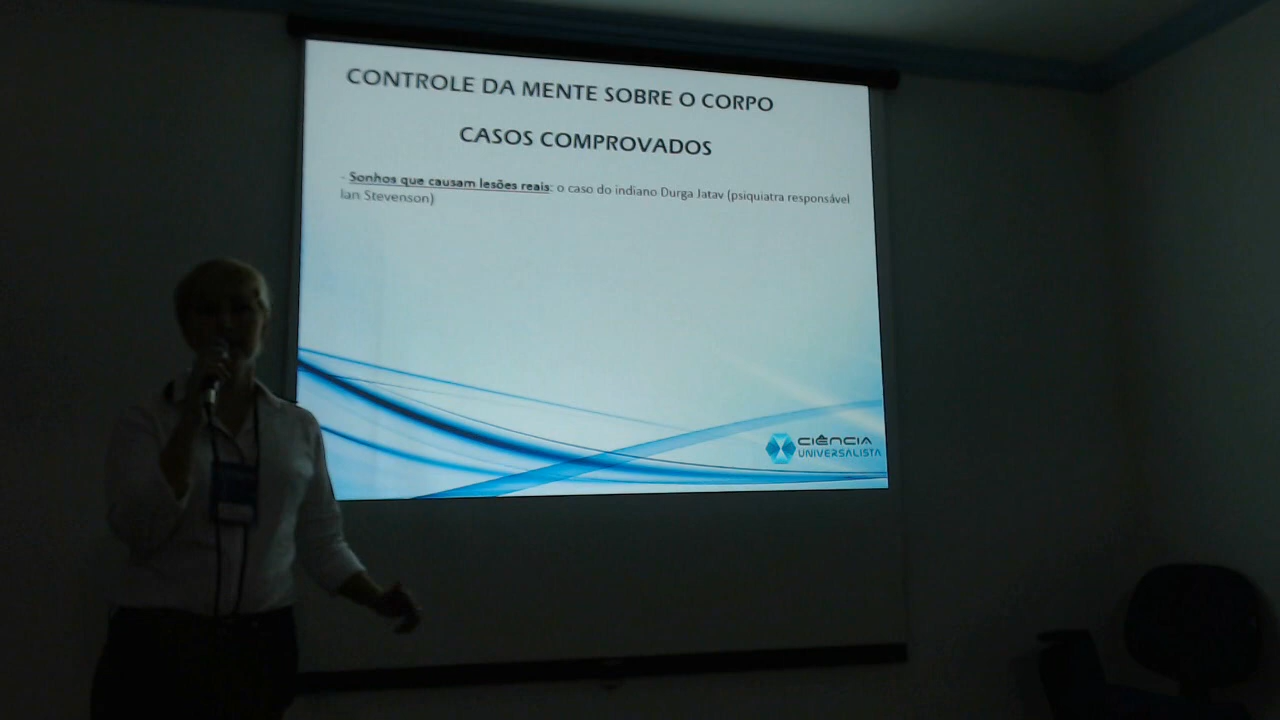 CONTROLE DA MENTE SOBRE O CORPO
CASOS COMPROVADOS
- Sonhos que causam lesões reais: o caso do indiano Durga Jatav (psiquiatra responsável
Ian Stevenson)
CIÊNCIA
UNIVERSALISTA